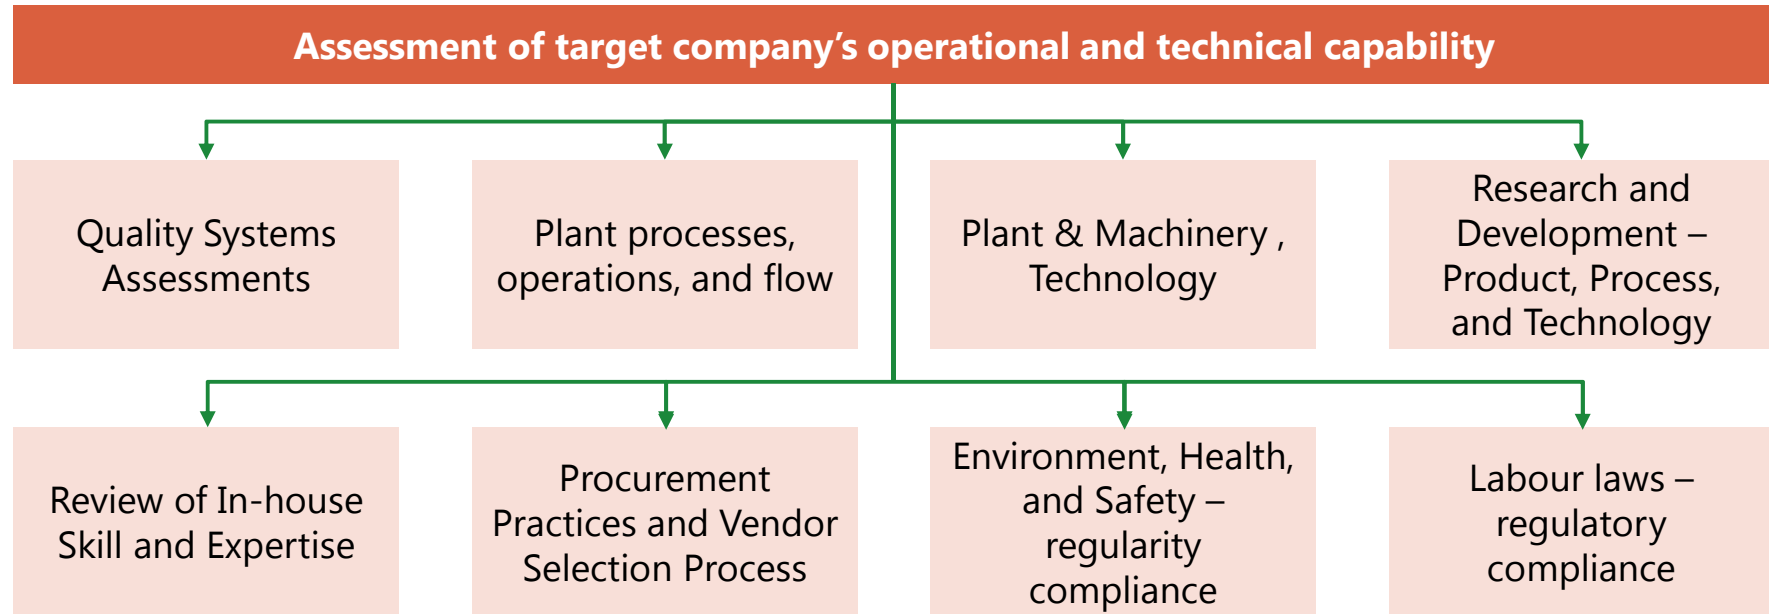 Assessment of target company’s operational and technical capability
Quality Systems
Assessments
Plant processes,
operations, and flow
Plant & Machinery ,
Technology
Research and
Development –
Product, Process,
and Technology
Review of In-house
Skill and Expertise
Procurement
Practices and Vendor
Selection Process
Environment, Health,
and Safety –
regularity
compliance
Labour laws –
regulatory
compliance